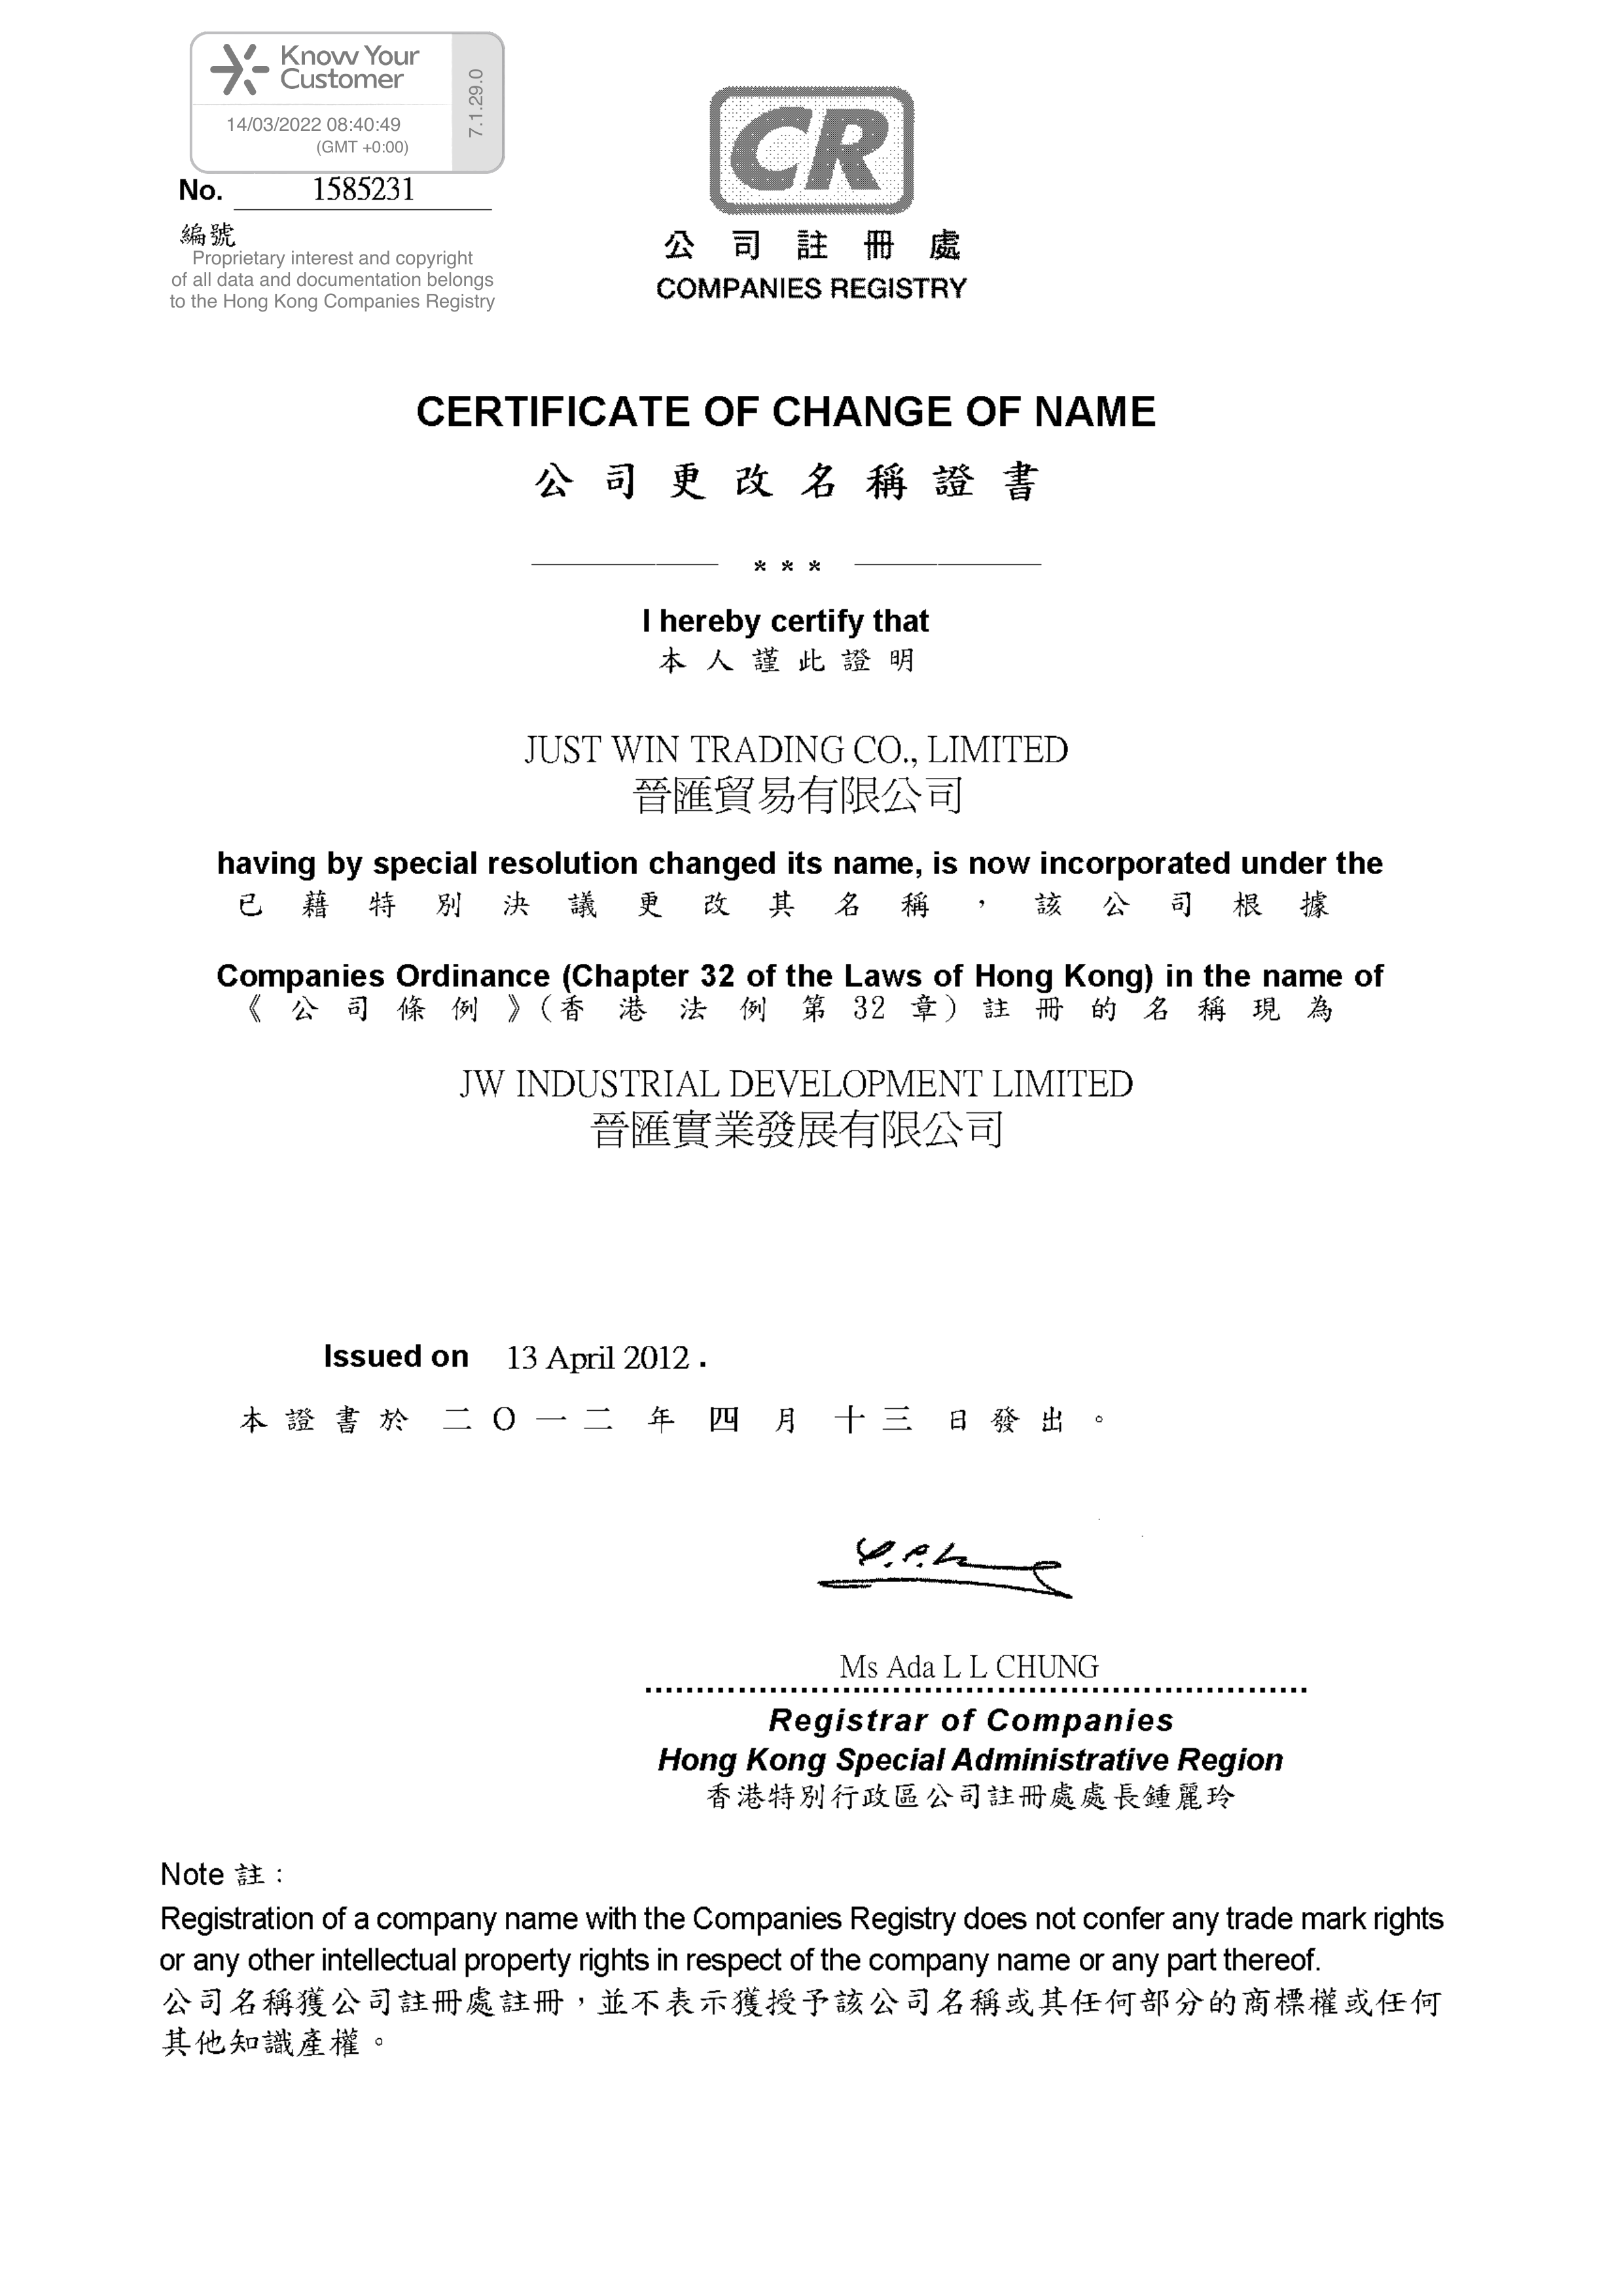 Know Your
Customer
14/03/2022 08:40:49
(GMT +0:00)
7.1.29.0
No. 1585231
編號
Proprietary interest and copyright
of all data and documentation belongs
to the Hong Kong Companies Registry
CR
公司註冊處
COMPANIES REGISTRY
CERTIFICATE OF CHANGE OF NAME
公司更改名稱證書
* * *
I hereby certify that
本人謹此證明
JUST WIN TRADING CO., LIMITED
晉匯貿易有限公司
having by special resolution changed its name, is now incorporated under the
已藉特別決議更改其名稱，該公司根據
Companies Ordinance (Chapter 32 of the Laws of Hong Kong) in the name of
《公司條例》(香港法例第32章)註冊的名稱現為
JW INDUSTRIAL DEVELOPMENT LIMITED
晉匯實業發展有限公司
Issued on 13 April 2012 .
本證書於二O一二年四月十三日發出。
Ms Ada L L CHUNG
Registrar of Companies
Hong Kong Special Administrative Region
香港特別行政區公司註冊處處長鍾麗玲
Note 註：
Registration of a company name with the Companies Registry does not confer any trade mark rights
or any other intellectual property rights in respect of the company name or any part thereof.
公司名稱獲公司註冊處註冊，並不表示獲授予該公司名稱或其任何部分的商標權或任何
其他知識產權。